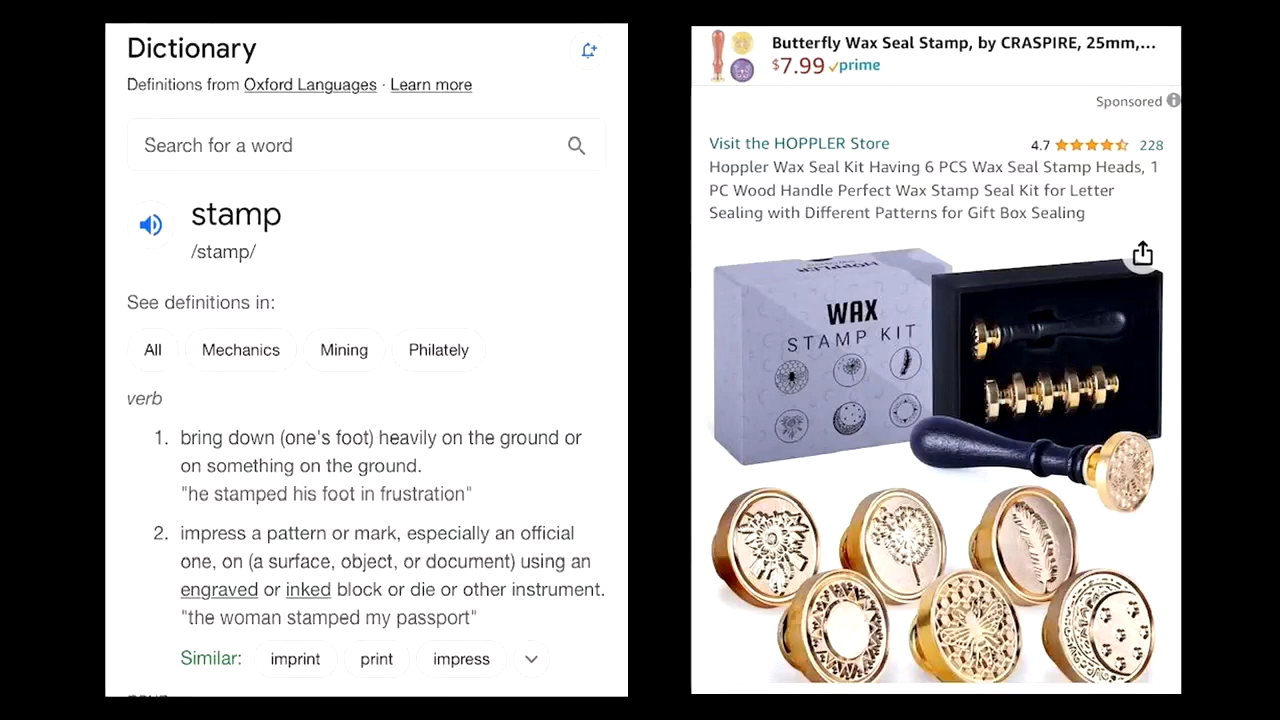 Dictionary
Definitions from Oxford Languages · Learn more
Search for a word
stamp
/stamp/
See definitions in:
All
Mechanics
Mining
Philately
verb
1. bring down (one's foot) heavily on the ground or
on something on the ground.
"he stamped his foot in frustration"
2. impress a pattern or mark, especially an official
one, on (a surface, object, or document) using an
engraved or inked block or die or other instrument.
"the woman stamped my passport"
Similar:
imprint
print
impress
Butterfly Wax Seal Stamp, by CRASPIRE, 25mm,...
$7.99 prime
Sponsored
Visit the HOPPLER Store
4.7
228
Hoppler Wax Seal Kit Having 6 PCS Wax Seal Stamp Heads, 1
PC Wood Handle Perfect Wax Stamp Seal Kit for Letter
Sealing with Different Patterns for Gift Box Sealing
HOPPLER
WAX
STAMP KIT